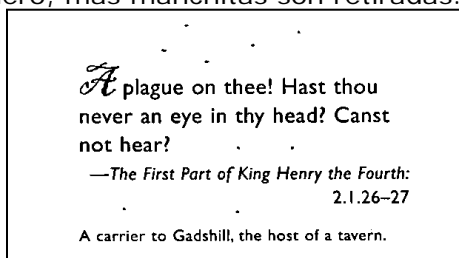 ero, más manchitas son retiradas.
A plague on thee! Hast thou
never an eye in thy head? Canst
not hear?
—The First Part of King Henry the Fourth:
2.1.26–27
A carrier to Gadshill, the host of a tavern.